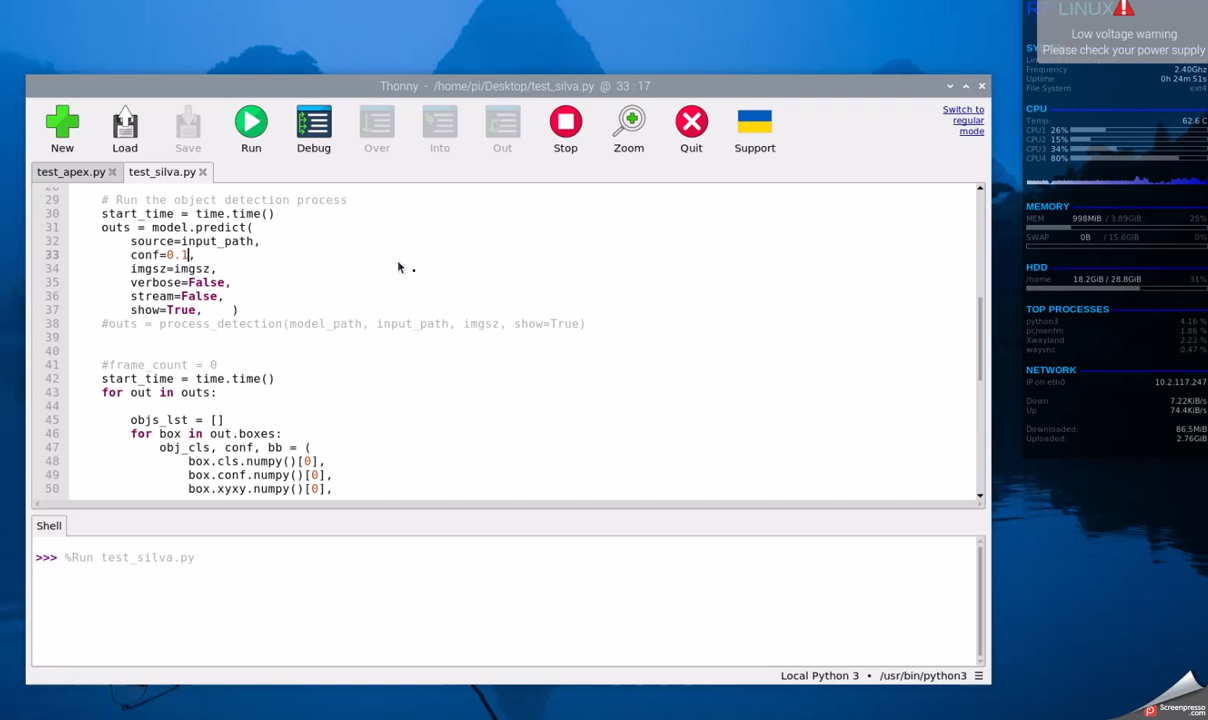 LINUX
Low voltage warning
Please check your power supply
Thonny - /home/pi/Desktop/test_silva.py @ 33 : 17
New Load Save Run Debug Over Into Out Stop Zoom Quit Support
Switch to
regular
mode
test_apex.py
test_silva.py
29 # Run the object detection process
30 start_time = time.time()
31 outs = model.predict(
32 source=input_path,
33 conf=0.1,
34 imgsz=imgsz,
35 verbose=False,
36 stream=False,
37 show=True, )
38 #outs = process_detection(model_path, input_path, imgsz, show=True)
39
40
41 #frame_count = 0
42 start_time = time.time()
43 for out in outs:
44
45 objs_lst = []
46 for box in out.boxes:
47 obj_cls, conf, bb = (
48 box.cls.numpy()[0],
49 box.conf.numpy()[0],
50 box.xyxy.numpy()[0],
Shell
>>> %Run test_silva.py
Local Python 3 • /usr/bin/python3 ☰
Frequency 2.40Ghz
Uptime 0h 24m 51s
File System ext4
CPU
Temp: 62.6 C
CPU1 26%
CPU2 15%
CPU3 34%
CPU4 80%
MEMORY
MEM 998MiB / 3.89GiB 25%
SWAP 0B / 15.6GiB 0%
HDD
/home 18.2GiB / 28.8GiB 31%
TOP PROCESSES
python3 4.16 %
pcmanfm 1.86 %
Xwayland 2.22 %
wayvnc 0.47 %
NETWORK
IP on eth0 10.2.117.247
Down 7.22KiB/s
Up 74.4KiB/s
Downloaded: 86.5MiB
Uploaded: 2.76GiB
Screenpresso
.com